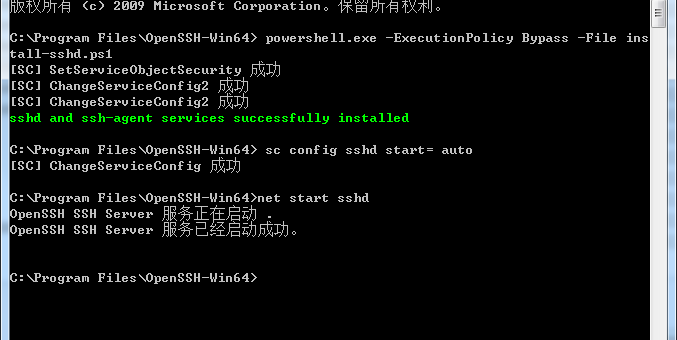 版权所有 (c) 2009 Microsoft Corporation。保留所有权利。
C:\Program Files\OpenSSH-Win64> powershell.exe -ExecutionPolicy Bypass -File ins
tall-sshd.ps1
[SC] SetServiceObjectSecurity 成功
[SC] ChangeServiceConfig2 成功
[SC] ChangeServiceConfig2 成功
sshd and ssh-agent services successfully installed
C:\Program Files\OpenSSH-Win64> sc config sshd start= auto
[SC] ChangeServiceConfig 成功
C:\Program Files\OpenSSH-Win64>net start sshd
OpenSSH SSH Server 服务正在启动 .
OpenSSH SSH Server 服务已经启动成功。
C:\Program Files\OpenSSH-Win64>